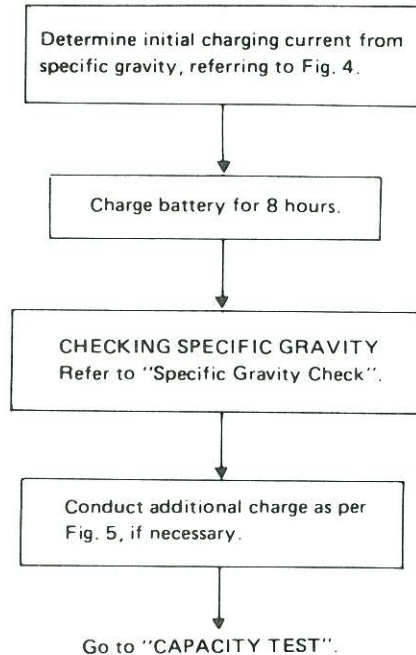 Determine initial charging current from
specific gravity, referring to Fig. 4.
Charge battery for 8 hours.
CHECKING SPECIFIC GRAVITY
Refer to "Specific Gravity Check".
Conduct additional charge as per
Fig. 5, if necessary.
Go to "CAPACITY TEST".